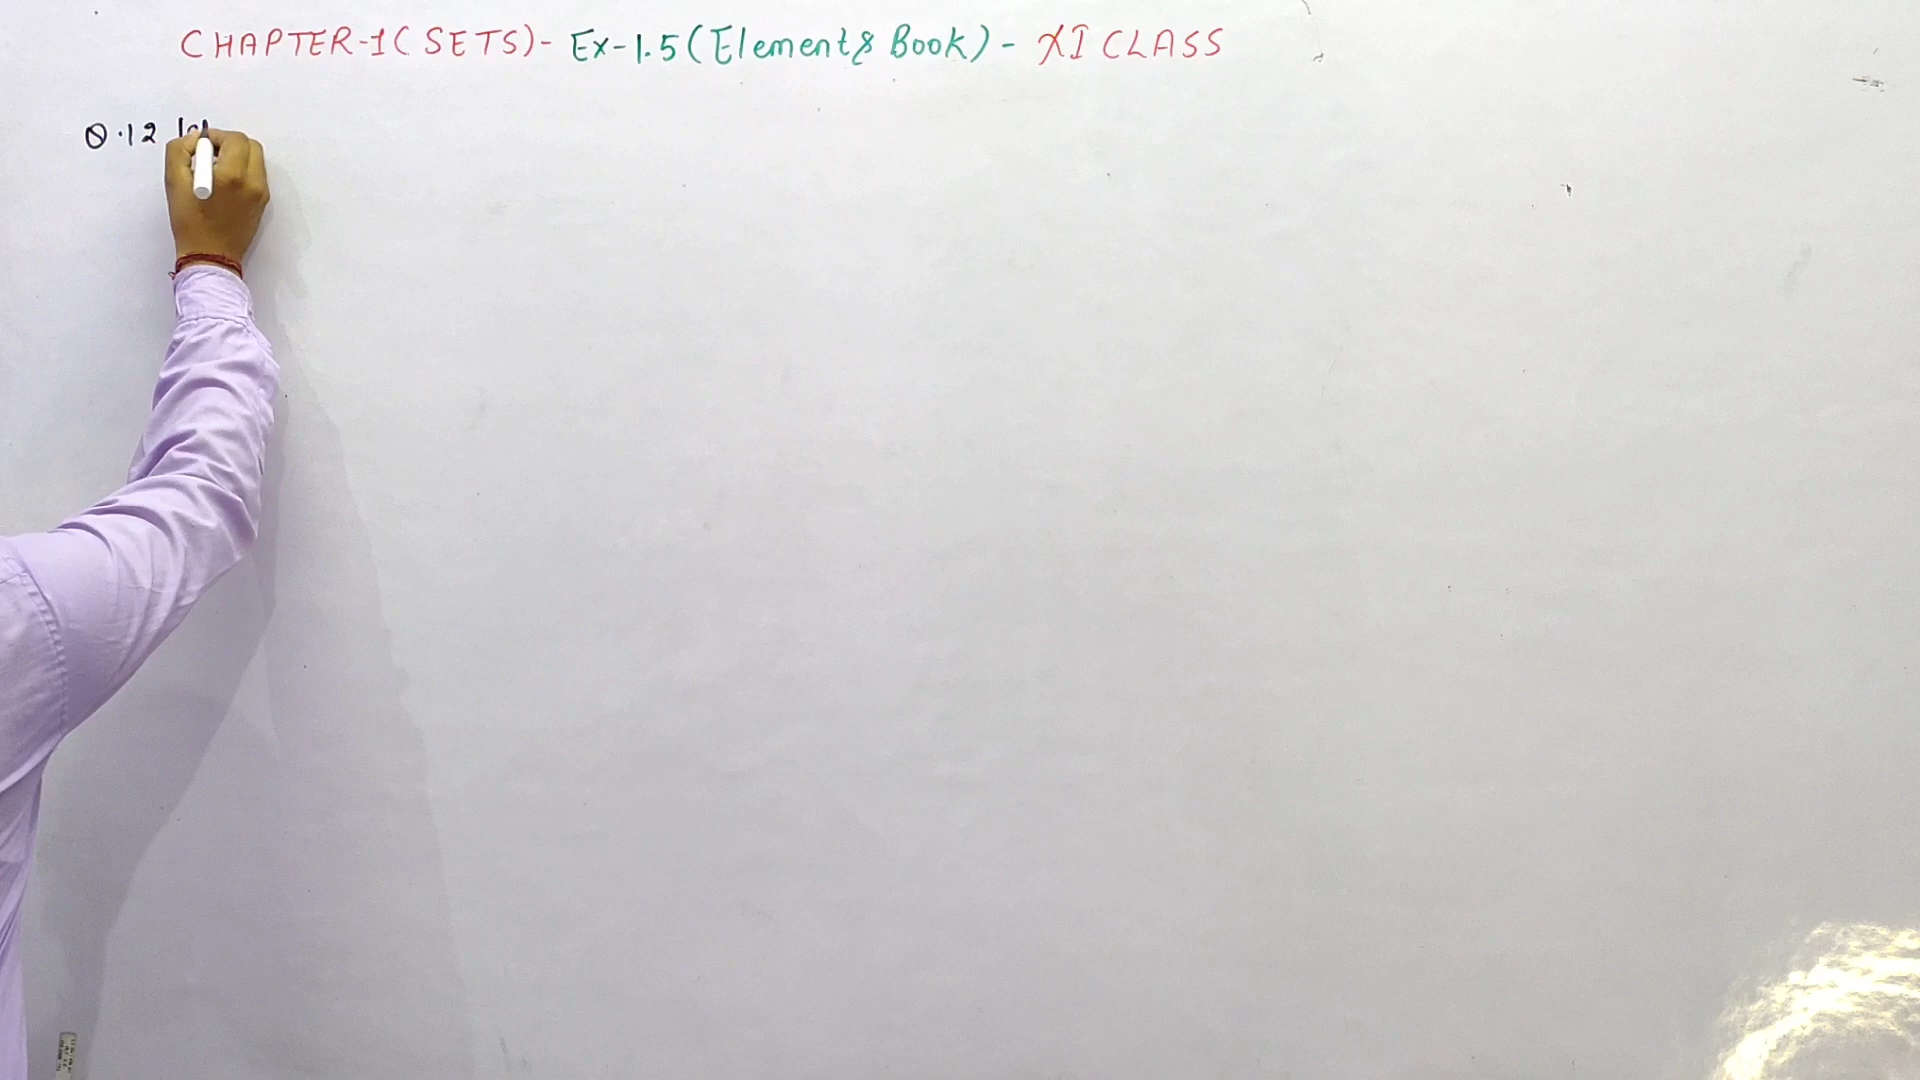 CHAPTER-1(SETS)- Ex-1.5(Elements Book)- XI CLASS
Q.12